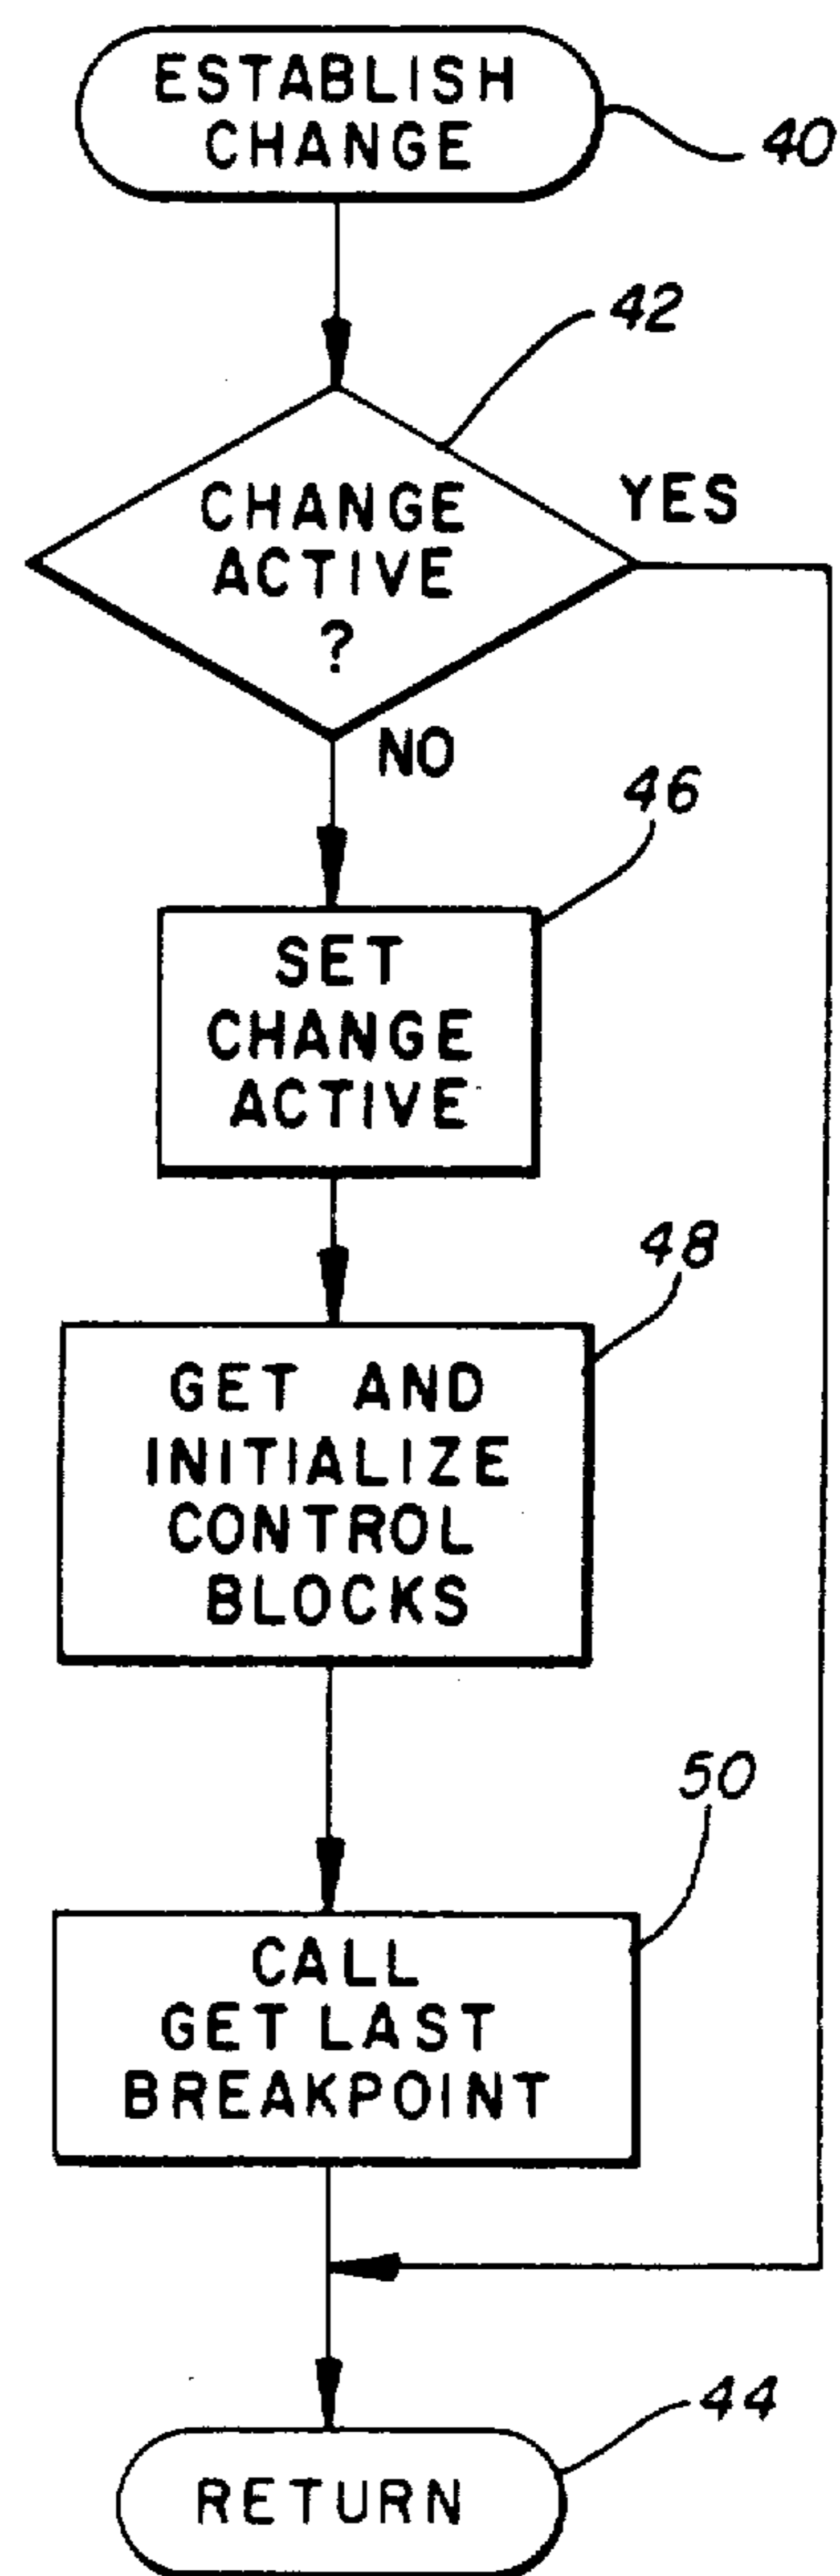 ESTABLISH
CHANGE
40
42
CHANGE
ACTIVE
?
YES
NO
46
SET
CHANGE
ACTIVE
48
GET AND
INITIALIZE
CONTROL
BLOCKS
50
CALL
GET LAST
BREAKPOINT
44
RETURN